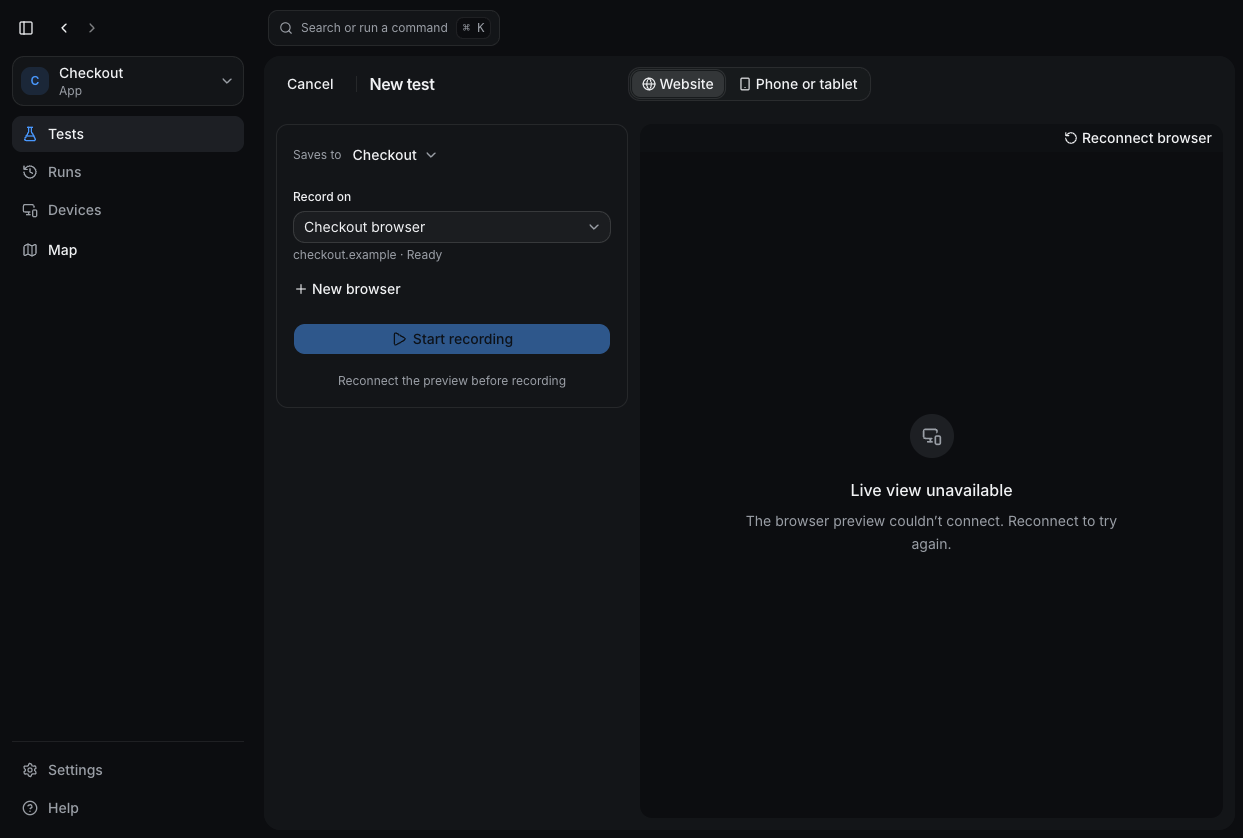 Search or run a command ⌘ K
C
Checkout
App
Tests
Runs
Devices
Map
Settings
Help
Cancel
New test
Website
Phone or tablet
Saves to Checkout
Record on
Checkout browser
checkout.example · Ready
New browser
Start recording
Reconnect the preview before recording
Reconnect browser
Live view unavailable
The browser preview couldn’t connect. Reconnect to try
again.